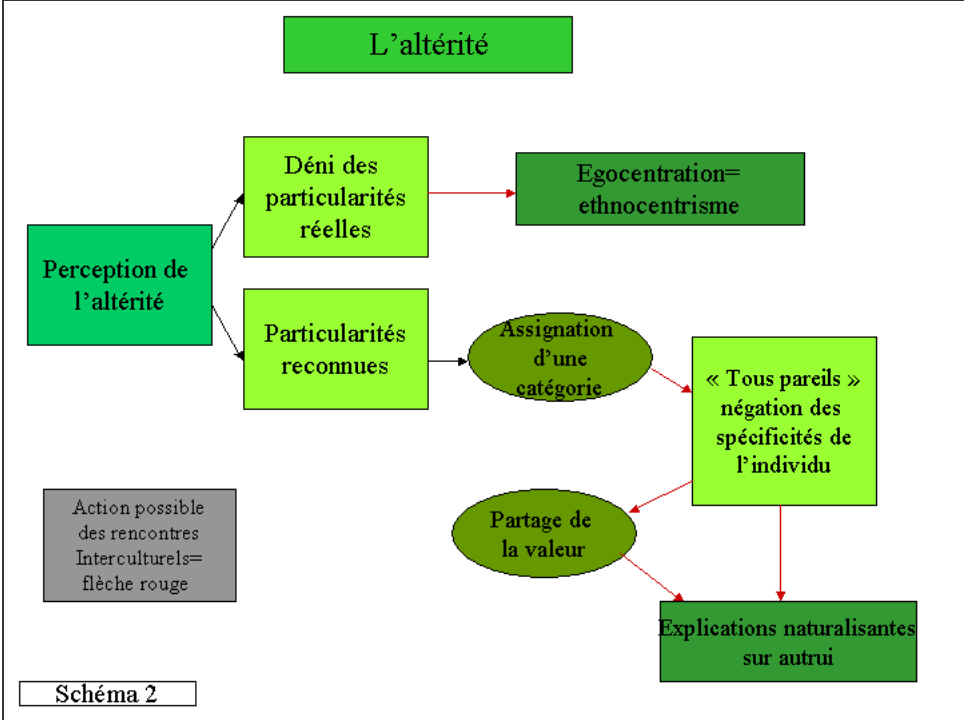 L’altérité
Déni des
particularités
réelles
Egocentration=
ethnocentrisme
Perception de
l’altérité
Particularités
reconnues
Assignation
d’une
catégorie
« Tous pareils »
négation des
spécificités de
l’individu
Action possible
des rencontres
Interculturels=
flèche rouge
Partage de
la valeur
Explications naturalisantes
sur autrui
Schéma 2